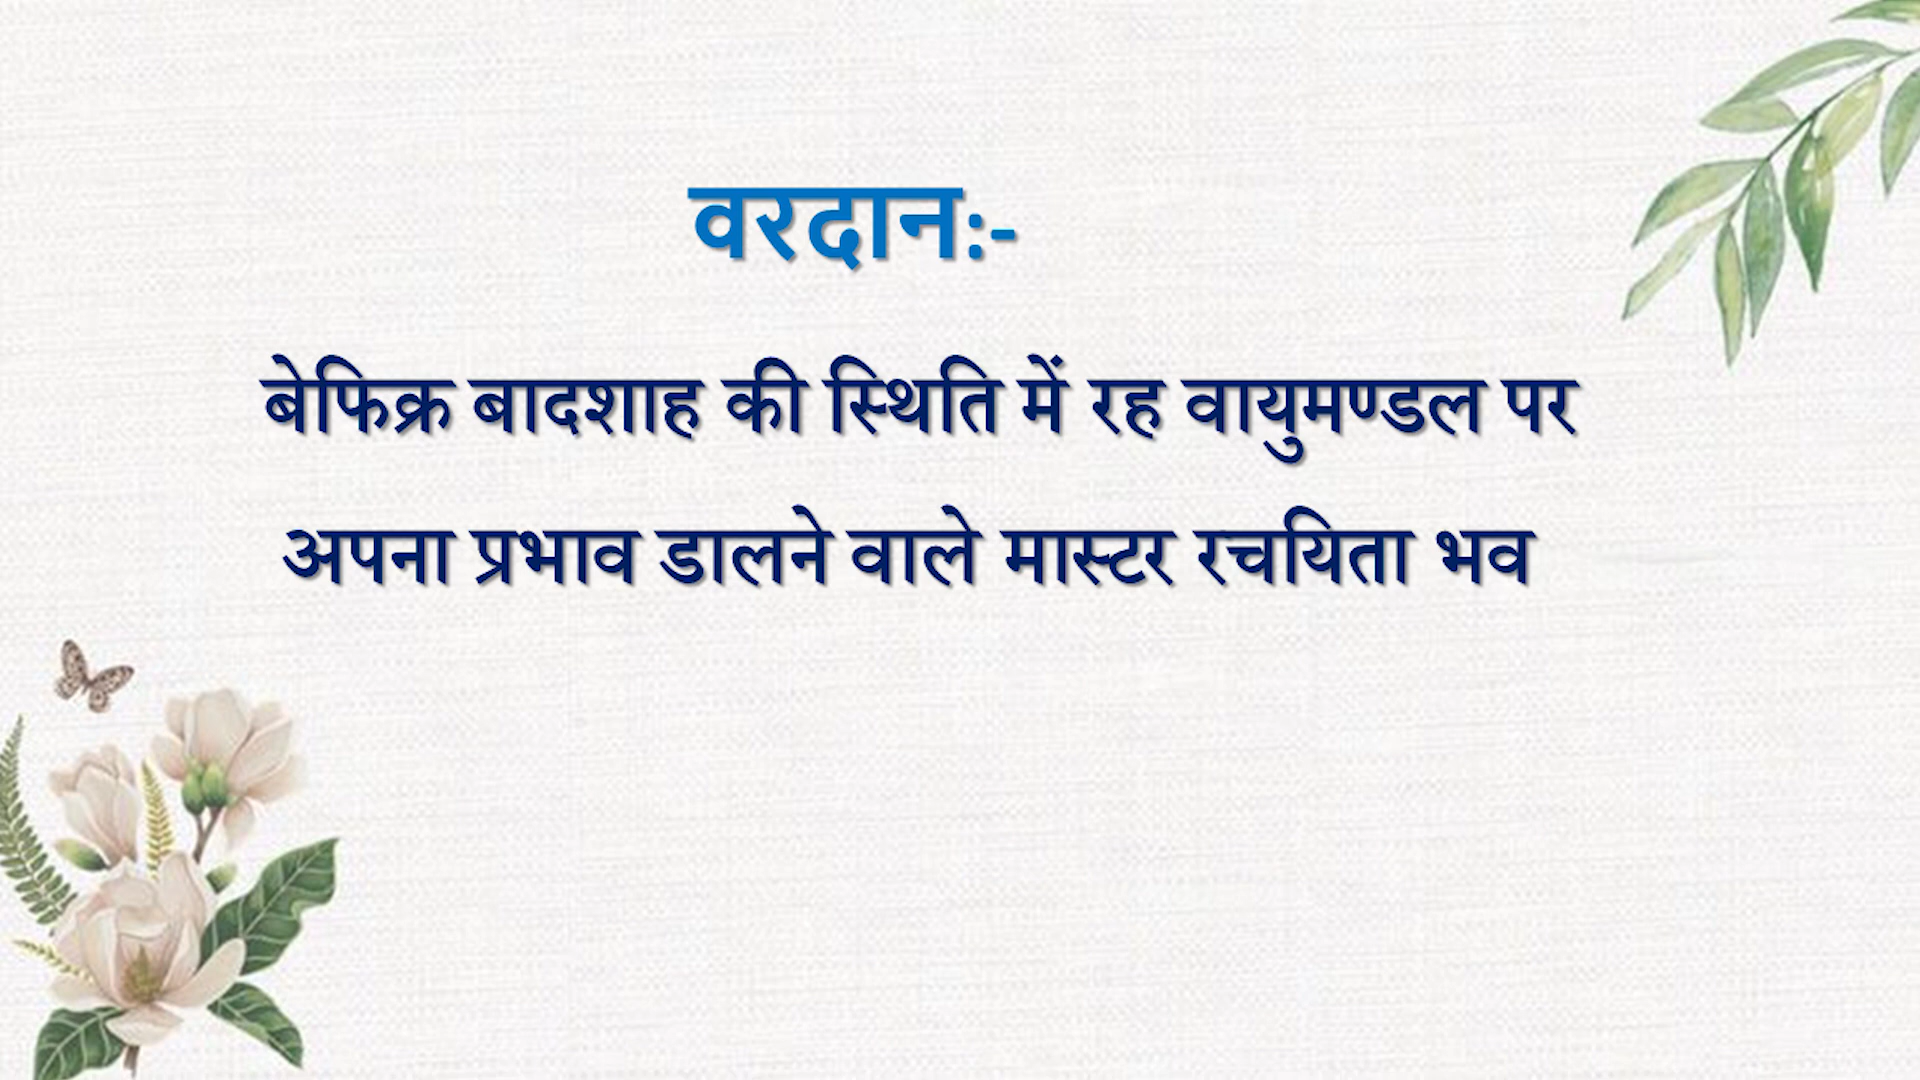 वरदान:-
बेफिक्र बादशाह की स्थिति में रह वायुमण्डल पर
अपना प्रभाव डालने वाले मास्टर रचयिता भव